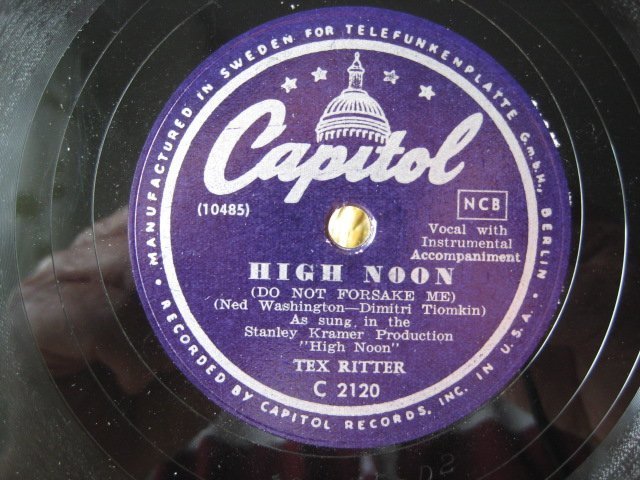 MANUFACTURED IN SWEDEN FOR TELEFUNKENPLATTE G.m.b.H., BERLIN
Capitol
(10485)
NCB
Vocal with
Instrumental
Accompaniment
HIGH NOON
(DO NOT FORSAKE ME)
(Ned Washington—Dimitri Tiomkin)
As sung in the
Stanley Kramer Production
"High Noon"
TEX RITTER
C 2120
RECORDED BY CAPITOL RECORDS, INC. IN U.S.A.